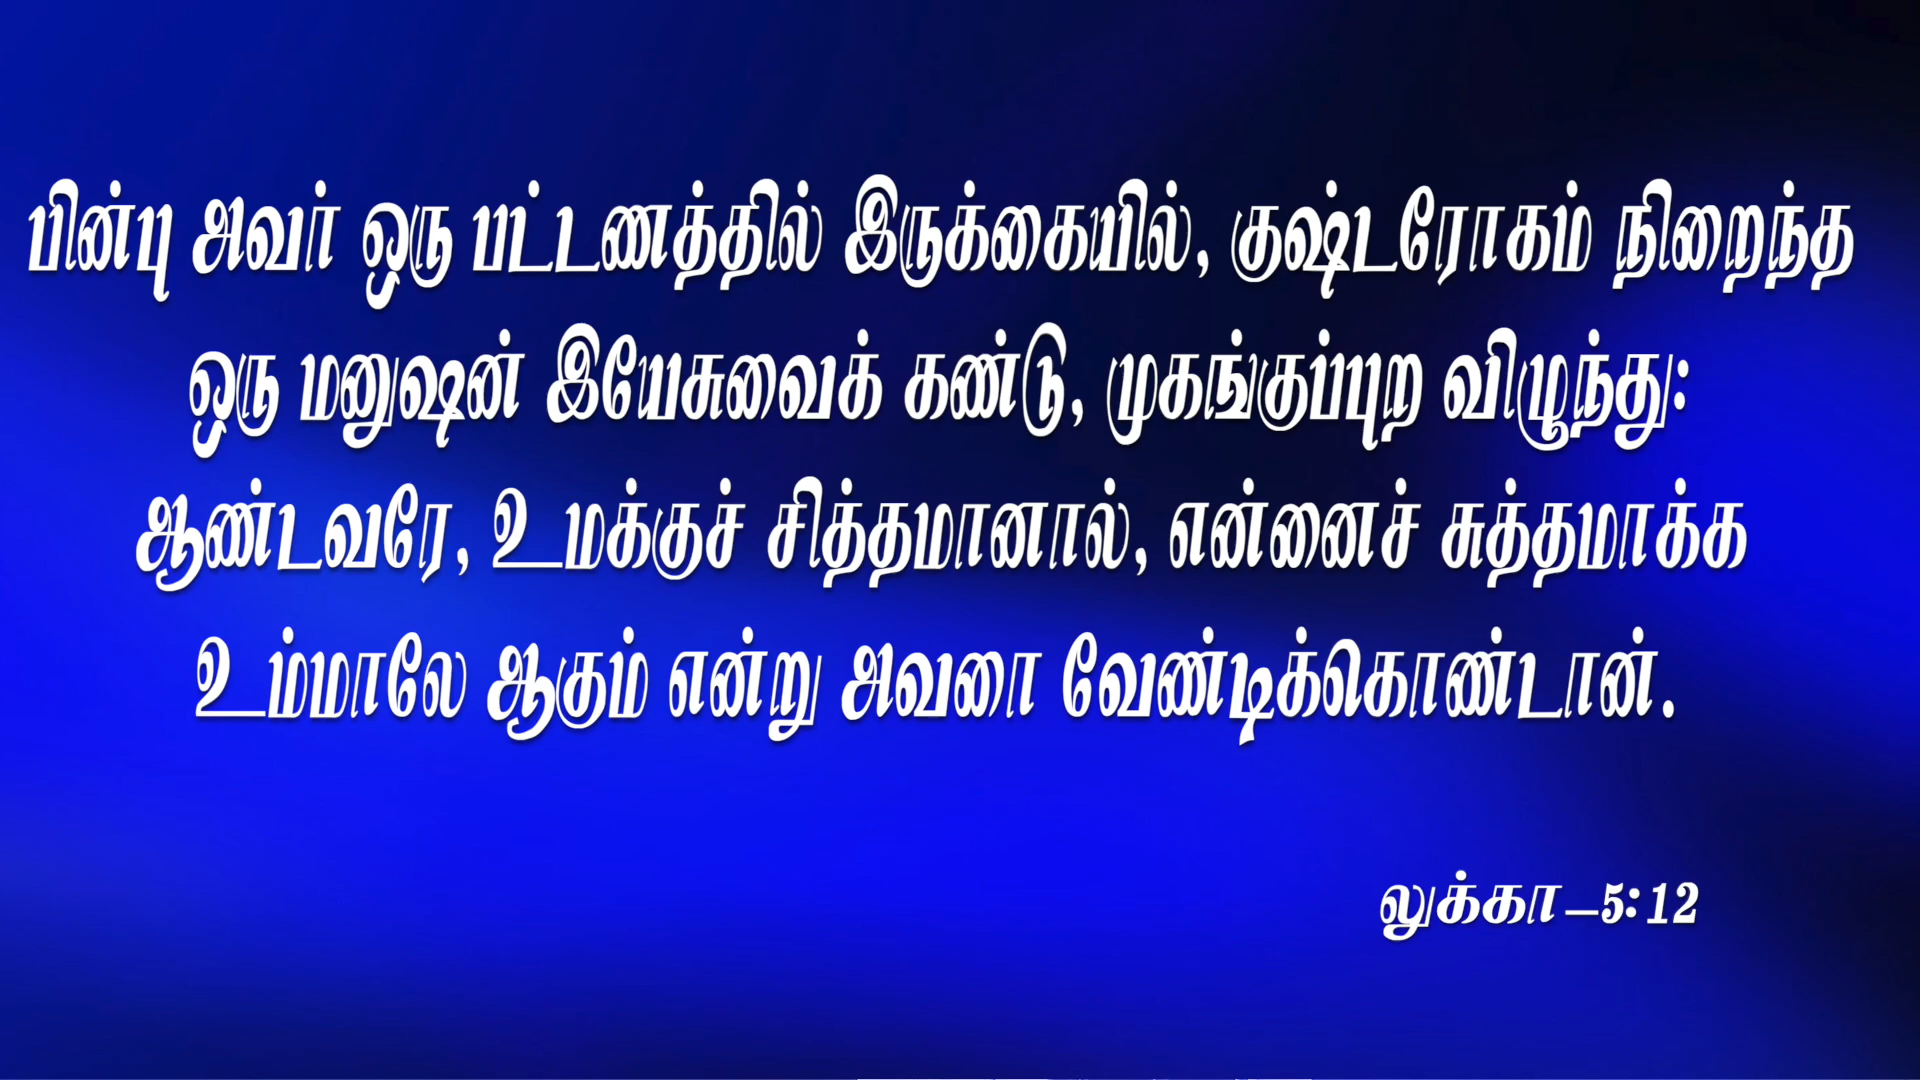 பின்பு அவர் ஒரு பட்டணத்தில் இருக்கையில், குஷ்டரோகம் நிறைந்த
ஒரு மனுஷன் இயேசுவைக் கண்டு, முகங்குப்புற விழுந்து:
ஆண்டவரே, உமக்குச் சித்தமானால், என்னைச் சுத்தமாக்க
உம்மாலே ஆகும் என்று அவரை வேண்டிக்கொண்டான்.
லுக்கா–5:12